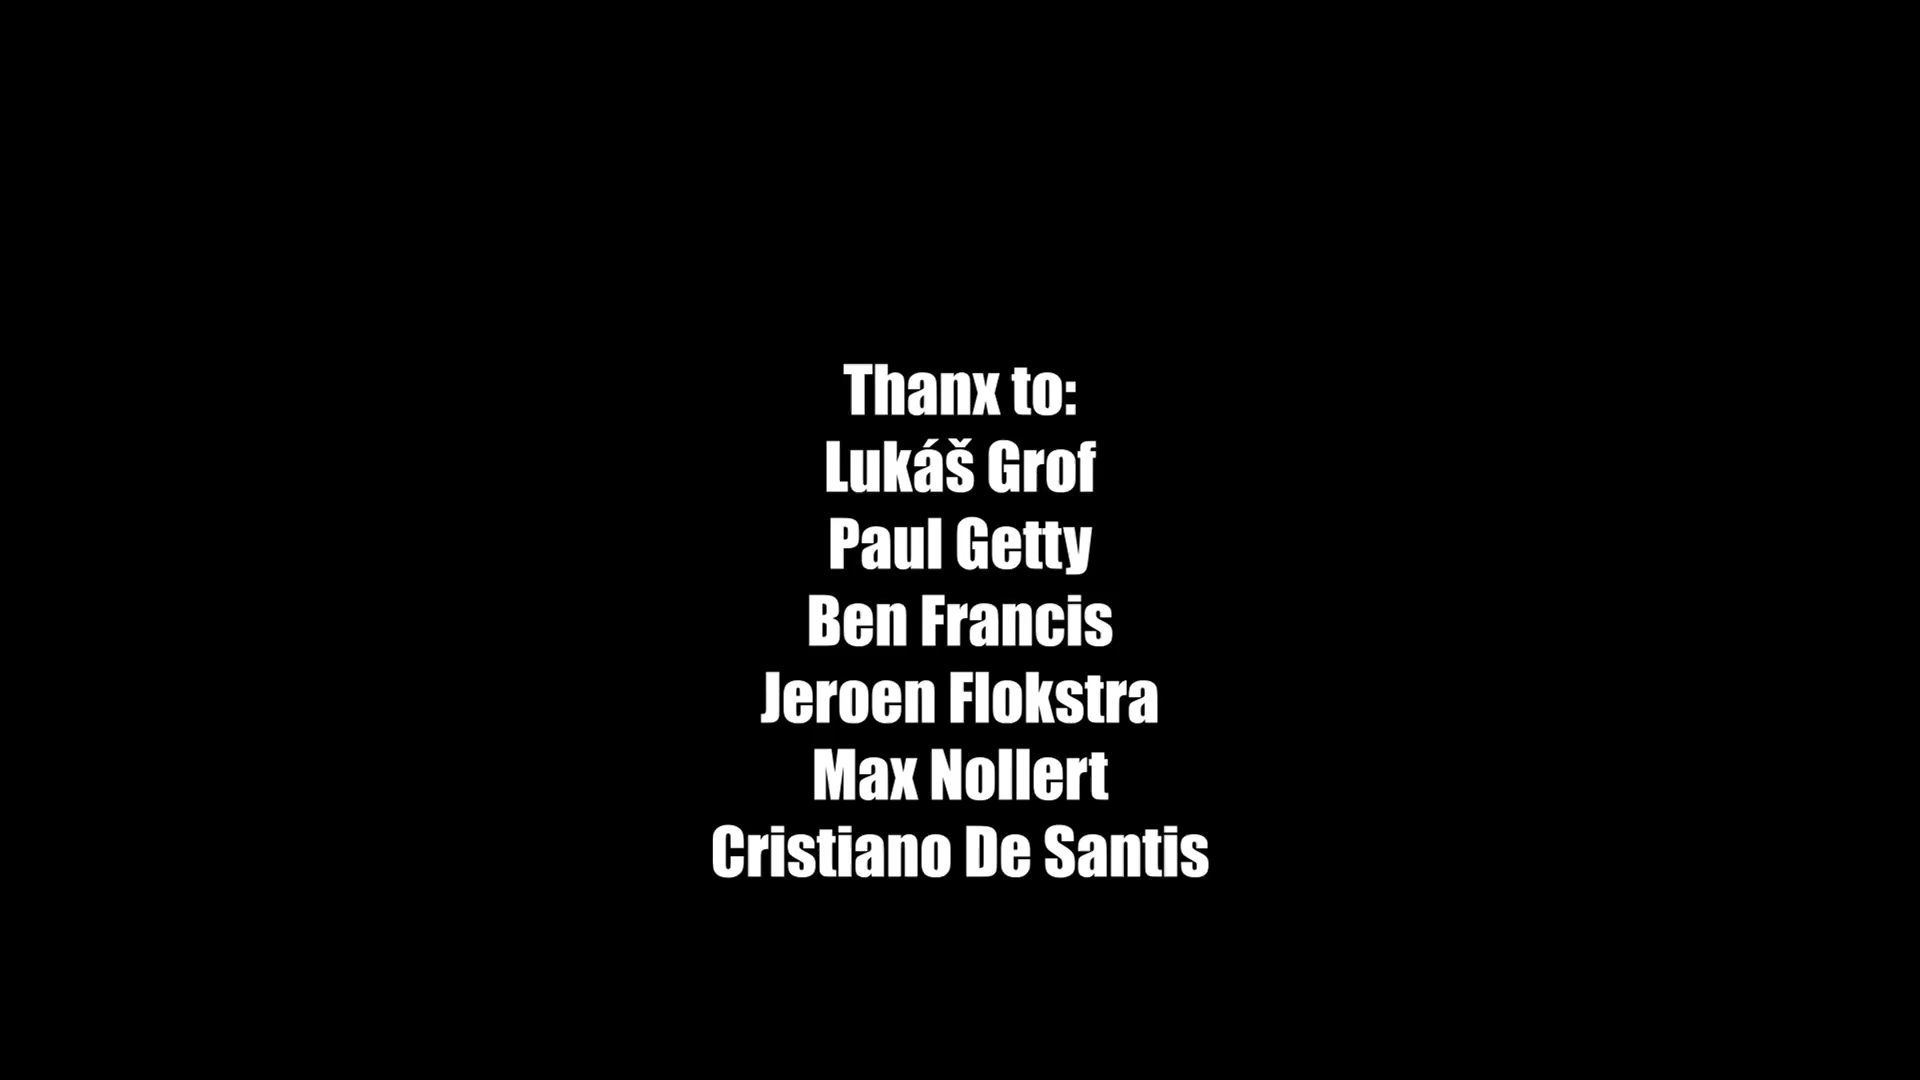 Thanx to:
Lukáš Grof
Paul Getty
Ben Francis
Jeroen Flokstra
Max Nollert
Cristiano De Santis